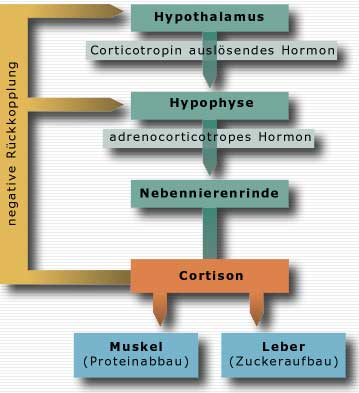 Hypothalamus
Corticotropin auslösendes Hormon
Hypophyse
adrenocorticotropes Hormon
Nebennierenrinde
negative Rückkopplung
Cortison
Muskel
(Proteinabbau)
Leber
(Zuckeraufbau)